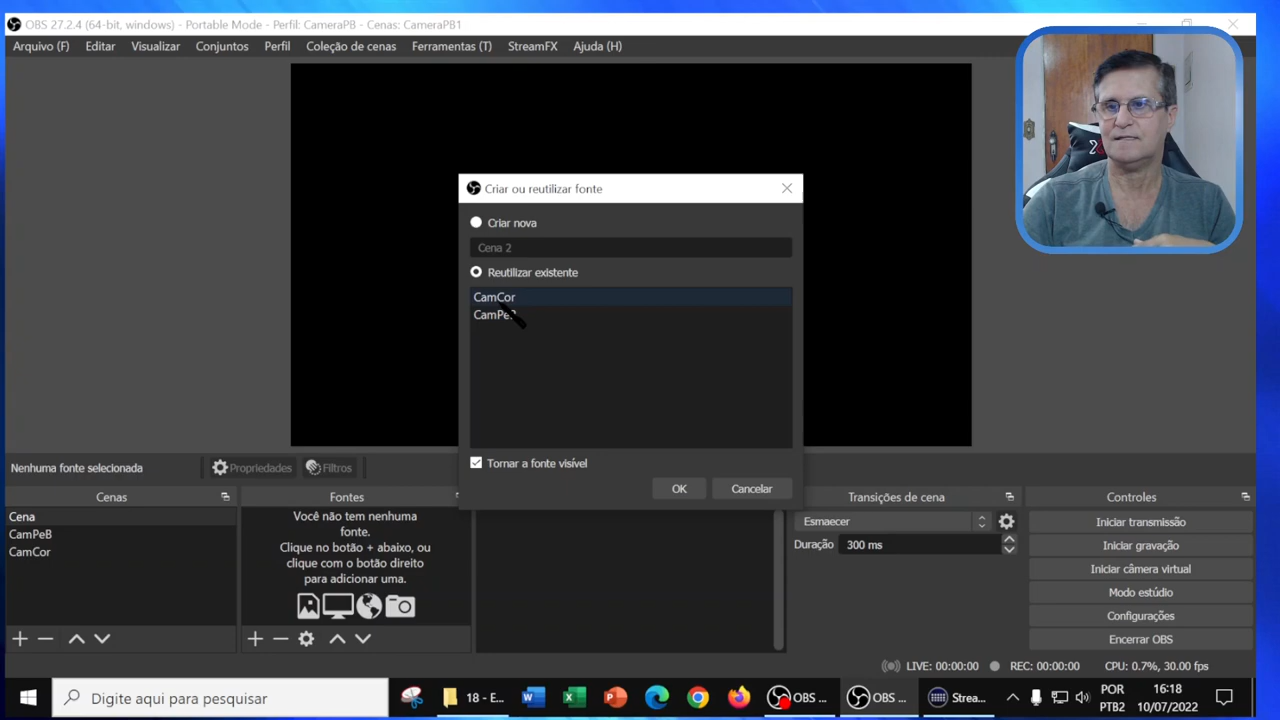 OBS 27.2.4 (64-bit, windows) - Portable Mode - Perfil: CameraPB - Cenas: CameraPB1
Arquivo (F) Editar Visualizar Conjuntos Perfil Coleção de cenas Ferramentas (T) StreamFX Ajuda (H)
Criar ou reutilizar fonte
Criar nova
Cena 2
Reutilizar existente
CamCor
CamPeB
Tornar a fonte visível
OK Cancelar
Nenhuma fonte selecionada Propriedades Filtros
Cenas
Cena
CamPeB
CamCor
Fontes
Você não tem nenhuma
fonte.
Clique no botão + abaixo, ou
clique com o botão direito
para adicionar uma.
Transições de cena
Esmaecer
Duração 300 ms
Controles
Iniciar transmissão
Iniciar gravação
Iniciar câmera virtual
Modo estúdio
Configurações
Encerrar OBS
LIVE: 00:00:00 REC: 00:00:00 CPU: 0.7%, 30.00 fps
Digite aqui para pesquisar
18 - E...
OBS ...
OBS ...
Strea...
POR
PTB2
16:18
10/07/2022